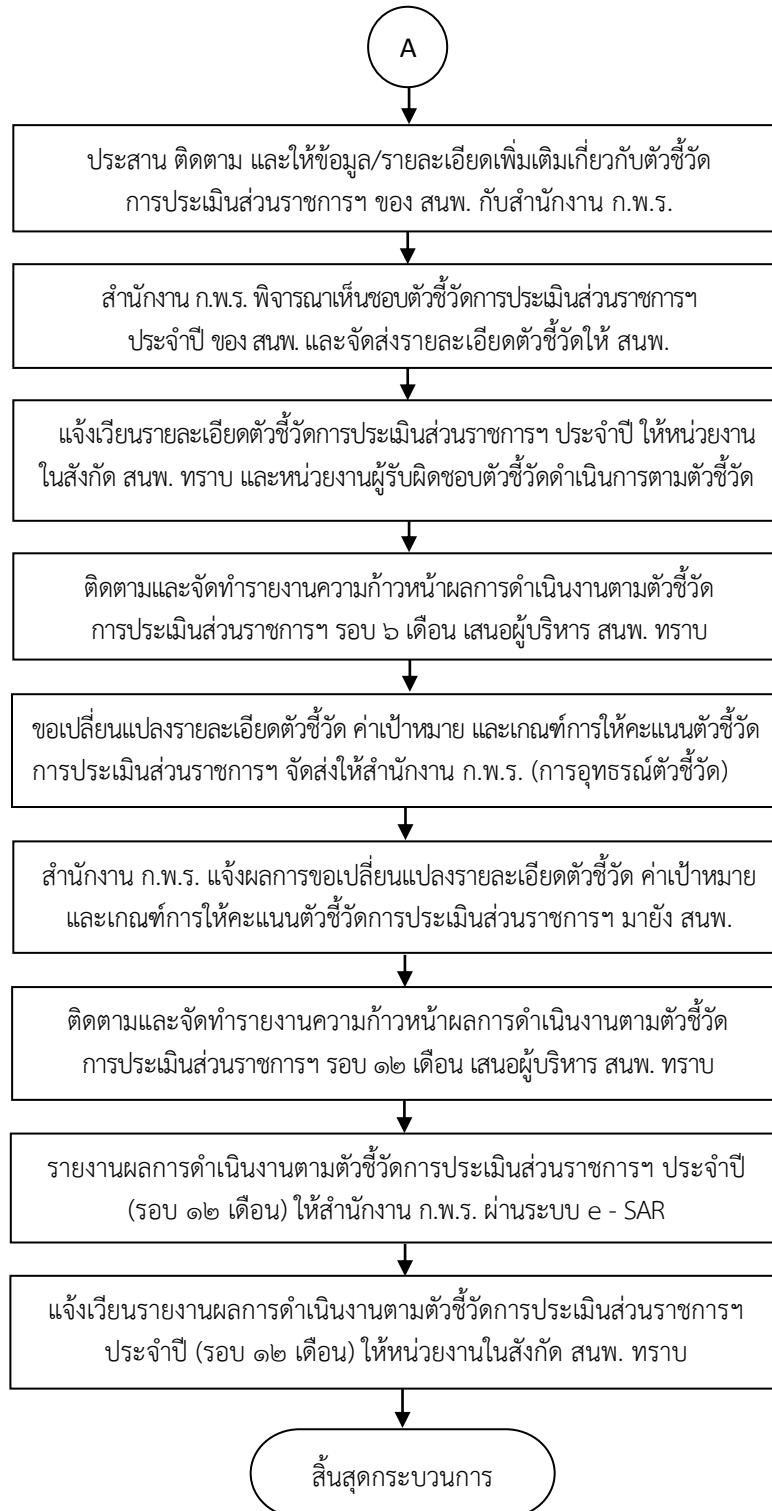 A
ประสาน ติดตาม และให้ข้อมูล/รายละเอียดเพิ่มเติมเกี่ยวกับตัวชี้วัด
การประเมินส่วนราชการฯ ของ สนพ. กับสำนักงาน ก.พ.ร.
สำนักงาน ก.พ.ร. พิจารณาเห็นชอบตัวชี้วัดการประเมินส่วนราชการฯ
ประจำปี ของ สนพ. และจัดส่งรายละเอียดตัวชี้วัดให้ สนพ.
แจ้งเวียนรายละเอียดตัวชี้วัดการประเมินส่วนราชการฯ ประจำปี ให้หน่วยงาน
ในสังกัด สนพ. ทราบ และหน่วยงานผู้รับผิดชอบตัวชี้วัดดำเนินการตามตัวชี้วัด
ติดตามและจัดทำรายงานความก้าวหน้าผลการดำเนินงานตามตัวชี้วัด
การประเมินส่วนราชการฯ รอบ ๖ เดือน เสนอผู้บริหาร สนพ. ทราบ
ขอเปลี่ยนแปลงรายละเอียดตัวชี้วัด ค่าเป้าหมาย และเกณฑ์การให้คะแนนตัวชี้วัด
การประเมินส่วนราชการฯ จัดส่งให้สำนักงาน ก.พ.ร. (การอุทธรณ์ตัวชี้วัด)
สำนักงาน ก.พ.ร. แจ้งผลการขอเปลี่ยนแปลงรายละเอียดตัวชี้วัด ค่าเป้าหมาย
และเกณฑ์การให้คะแนนตัวชี้วัดการประเมินส่วนราชการฯ มายัง สนพ.
ติดตามและจัดทำรายงานความก้าวหน้าผลการดำเนินงานตามตัวชี้วัด
การประเมินส่วนราชการฯ รอบ ๑๒ เดือน เสนอผู้บริหาร สนพ. ทราบ
รายงานผลการดำเนินงานตามตัวชี้วัดการประเมินส่วนราชการฯ ประจำปี
(รอบ ๑๒ เดือน) ให้สำนักงาน ก.พ.ร. ผ่านระบบ e - SAR
แจ้งเวียนรายงานผลการดำเนินงานตามตัวชี้วัดการประเมินส่วนราชการฯ
ประจำปี (รอบ ๑๒ เดือน) ให้หน่วยงานในสังกัด สนพ. ทราบ
สิ้นสุดกระบวนการ